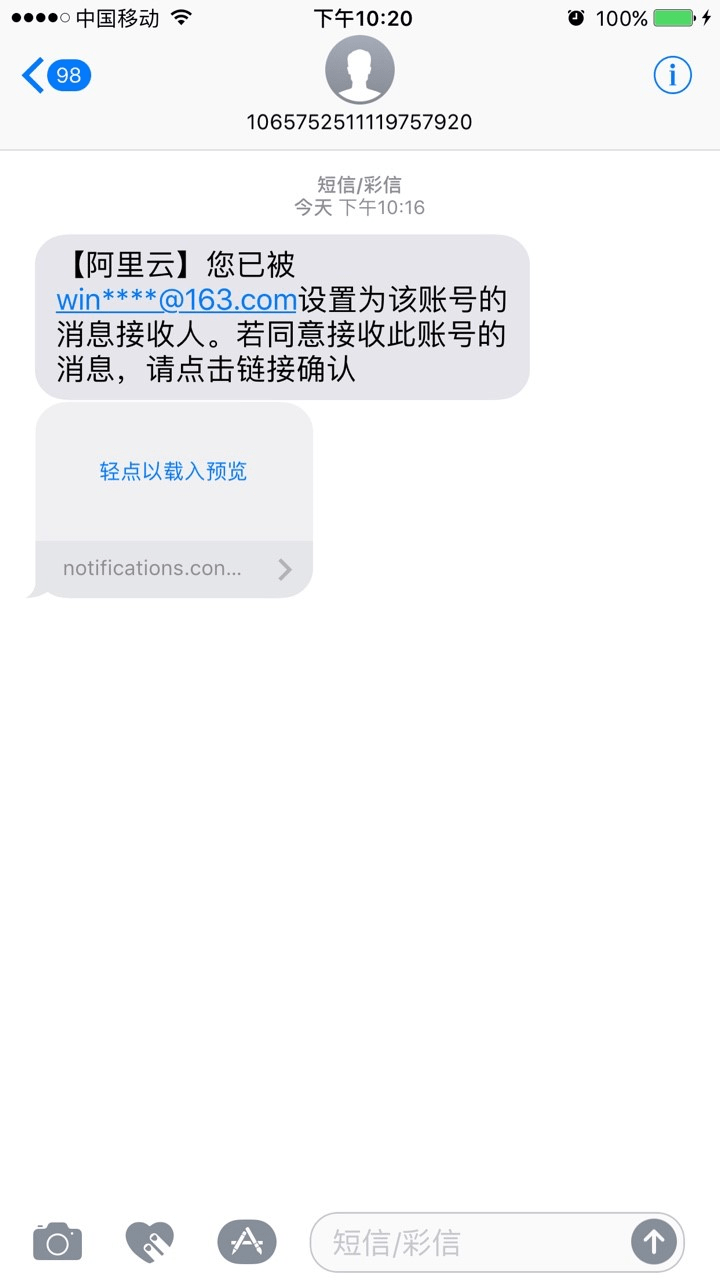 中国移动 下午10:20 100%
98
1065752511119757920
短信/彩信
今天 下午10:16
【阿里云】您已被
win****@163.com设置为该账号的
消息接收人。若同意接收此账号的
消息，请点击链接确认
轻点以载入预览
notifications.con...
短信/彩信